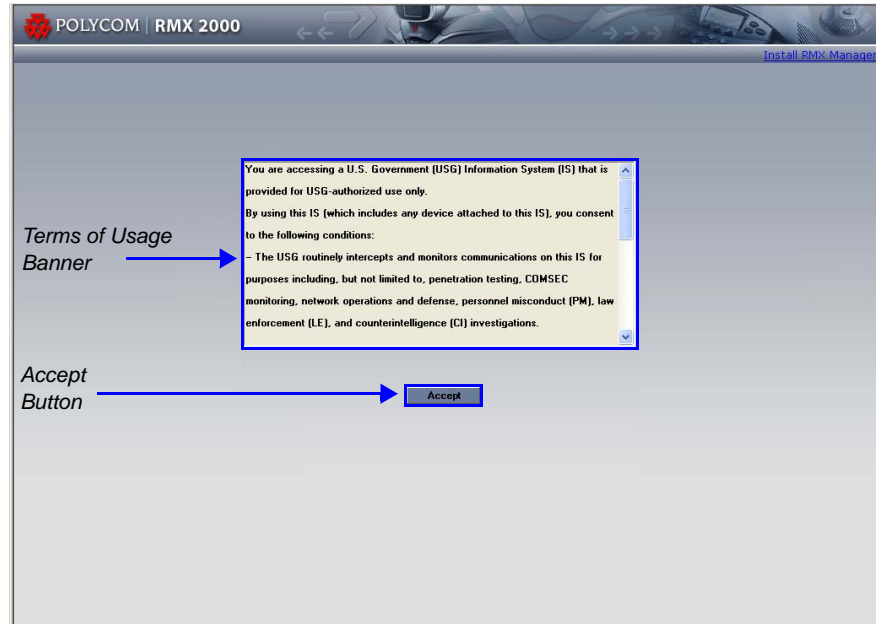 POLYCOM | RMX 2000
Install RMX Manager
You are accessing a U.S. Government (USG) Information System (IS) that is
provided for USG-authorized use only.
By using this IS (which includes any device attached to this IS), you consent
to the following conditions:
– The USG routinely intercepts and monitors communications on this IS for
purposes including, but not limited to, penetration testing, COMSEC
monitoring, network operations and defense, personnel misconduct (PM), law
enforcement (LE), and counterintelligence (CI) investigations.
Terms of Usage
Banner
Accept
Button
Accept